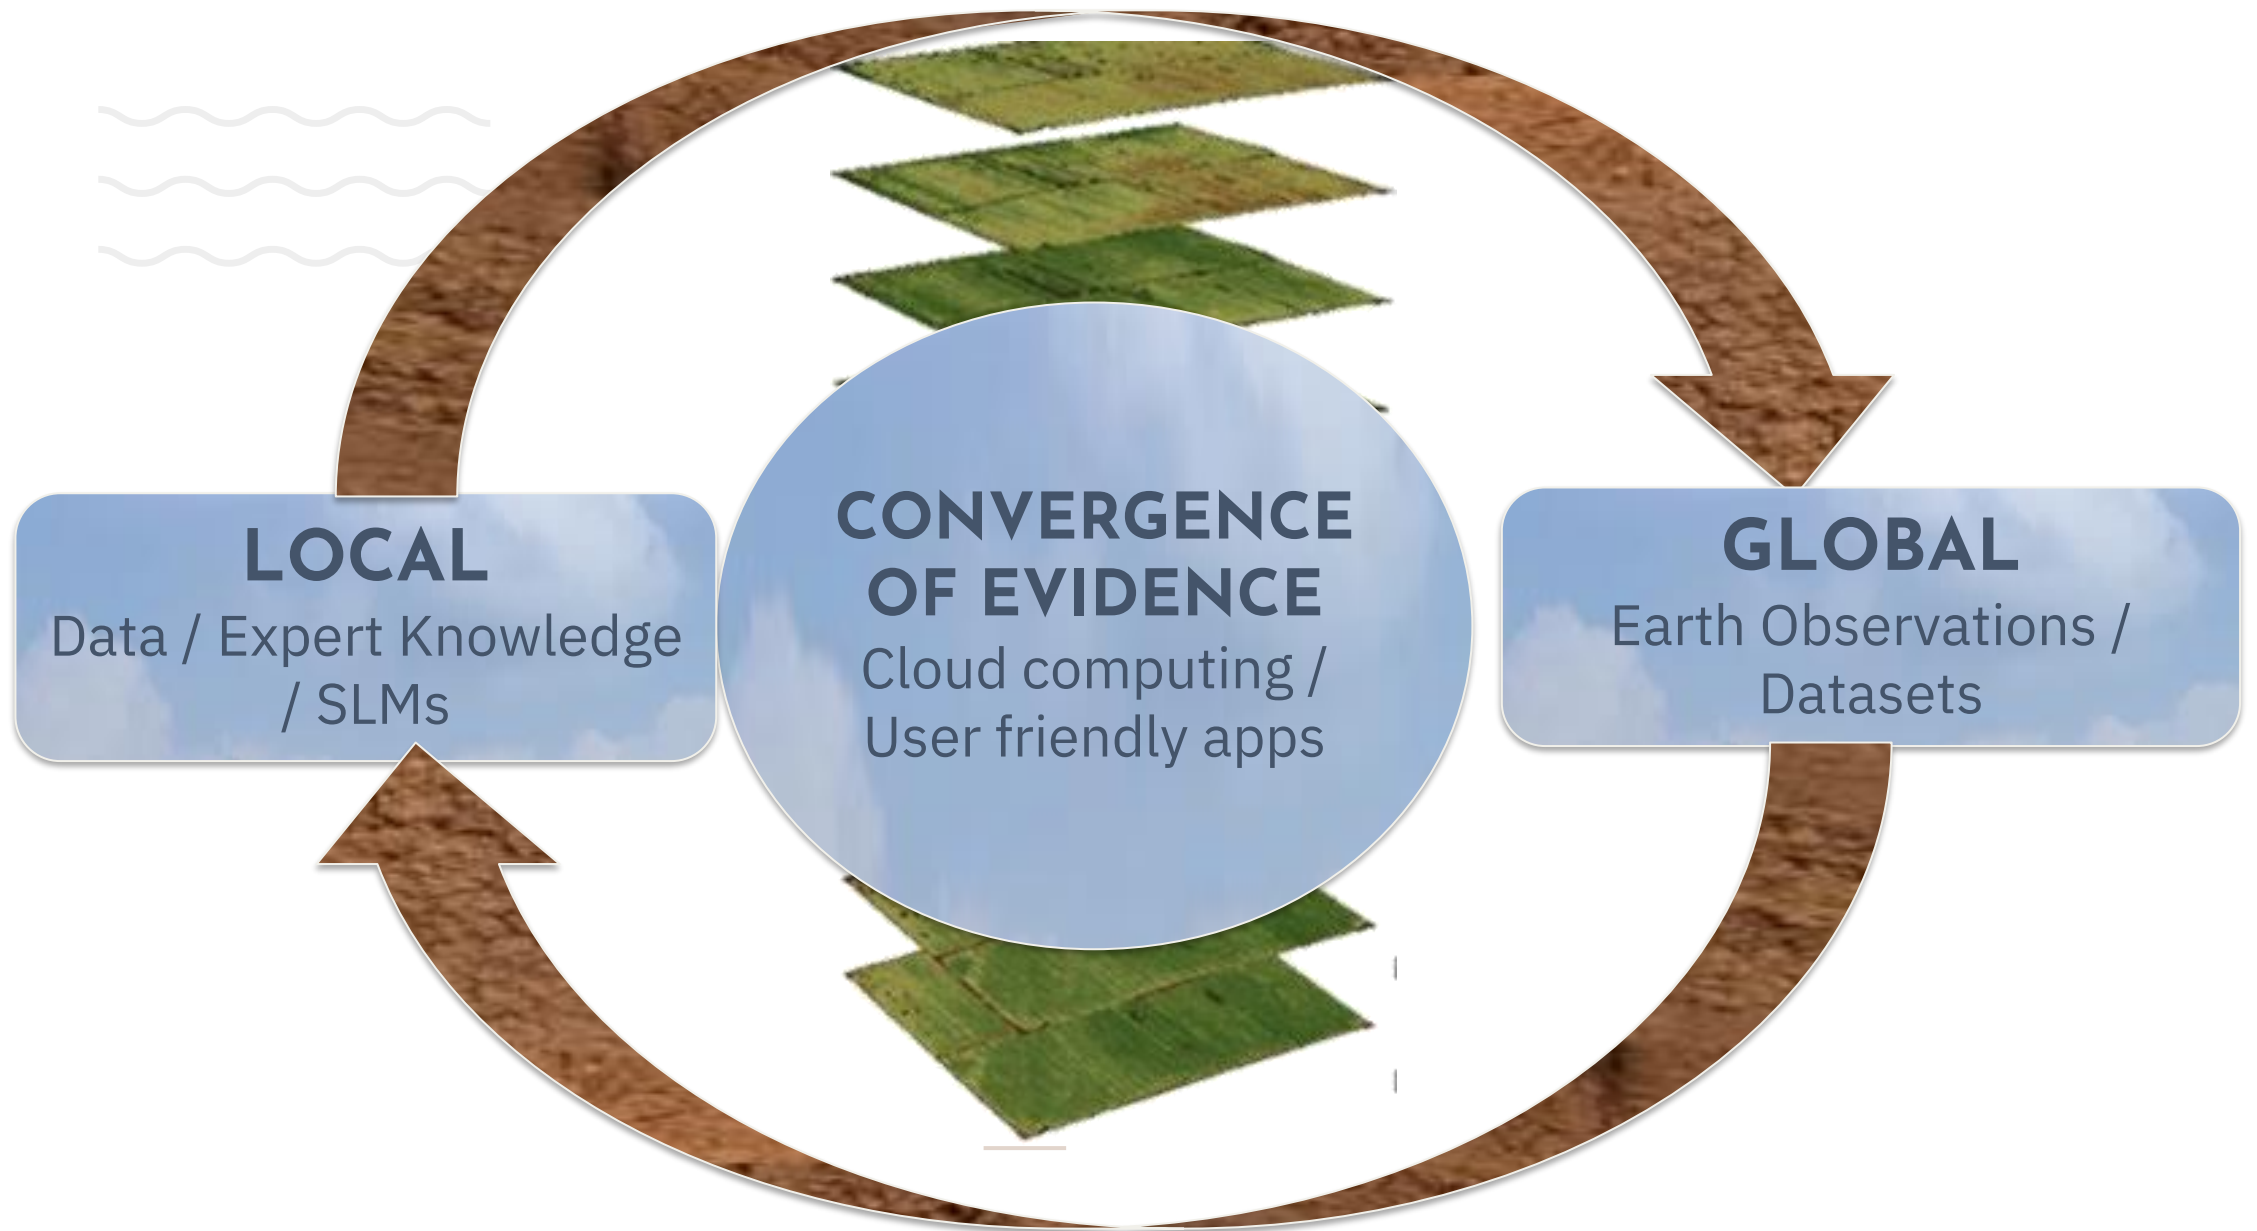 LOCAL
Data / Expert Knowledge
/ SLMs
CONVERGENCE
OF EVIDENCE
Cloud computing /
User friendly apps
GLOBAL
Earth Observations /
Datasets